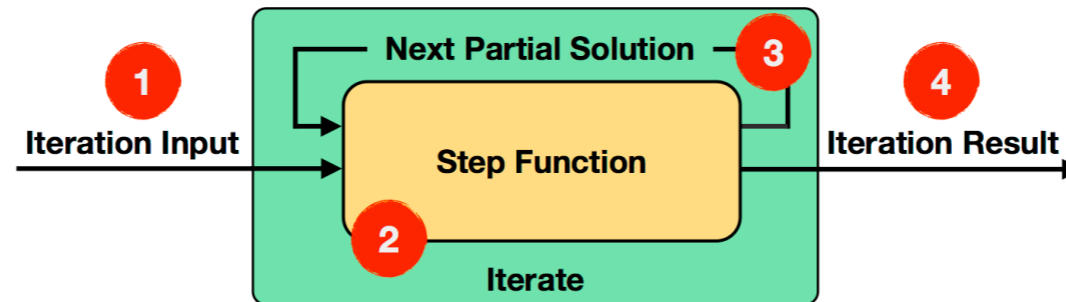 Next Partial Solution
3
1
4
Iteration Input
Iteration Result
Step Function
2
Iterate